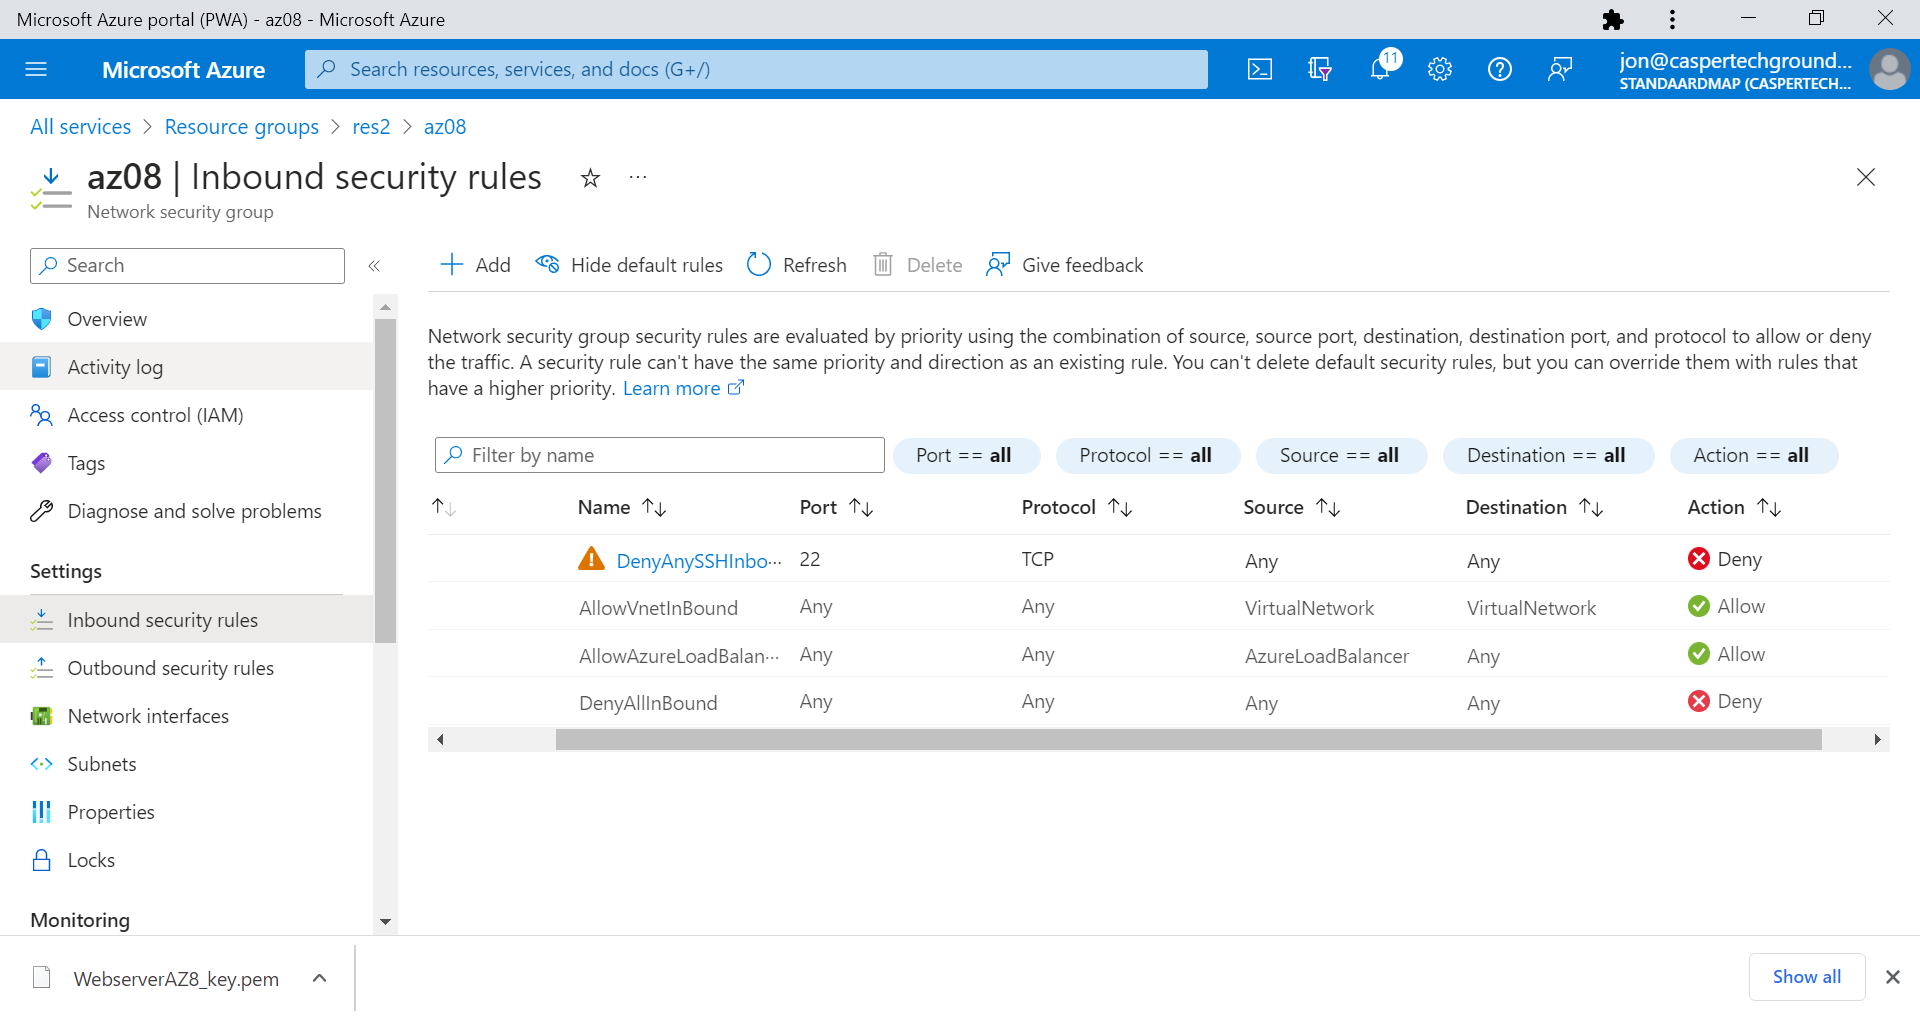 Microsoft Azure portal (PWA) - az08 - Microsoft Azure
Microsoft Azure
Search resources, services, and docs (G+/)
11
jon@caspertechground...
STANDAARDMAP (CASPERTECH...
All services > Resource groups > res2 > az08
az08 | Inbound security rules
Network security group
Search
Add
Hide default rules
Refresh
Delete
Give feedback
Overview
Activity log
Access control (IAM)
Tags
Diagnose and solve problems
Settings
Inbound security rules
Outbound security rules
Network interfaces
Subnets
Properties
Locks
Monitoring
Network security group security rules are evaluated by priority using the combination of source, source port, destination, destination port, and protocol to allow or deny
the traffic. A security rule can't have the same priority and direction as an existing rule. You can't delete default security rules, but you can override them with rules that
have a higher priority. Learn more
Filter by name
Port == all
Protocol == all
Source == all
Destination == all
Action == all
Name Port Protocol Source Destination Action
DenyAnySSHInbo... 22 TCP Any Any Deny
AllowVnetInBound Any Any VirtualNetwork VirtualNetwork Allow
AllowAzureLoadBalan... Any Any AzureLoadBalancer Any Allow
DenyAllInBound Any Any Any Any Deny
WebserverAZ8_key.pem
Show all